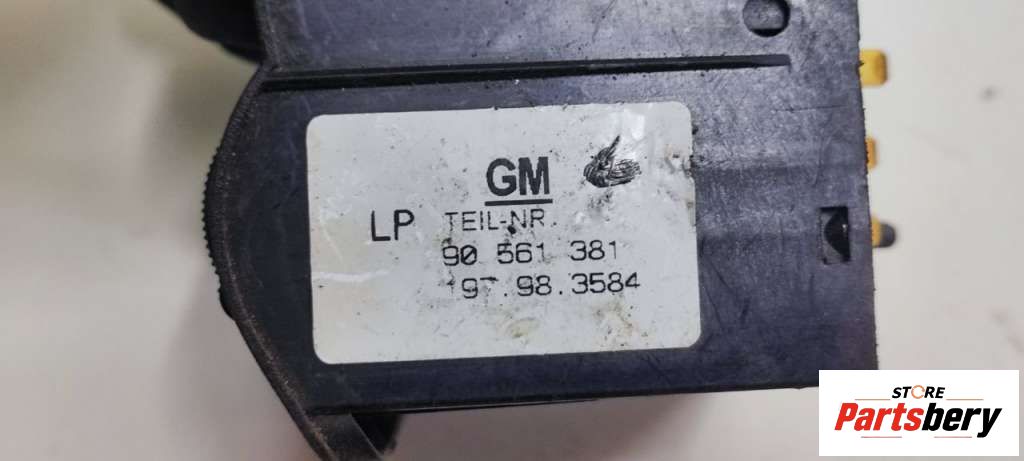 GM
LP TEIL-NR.
90 561 381
98.3584
STORE
Partsbery